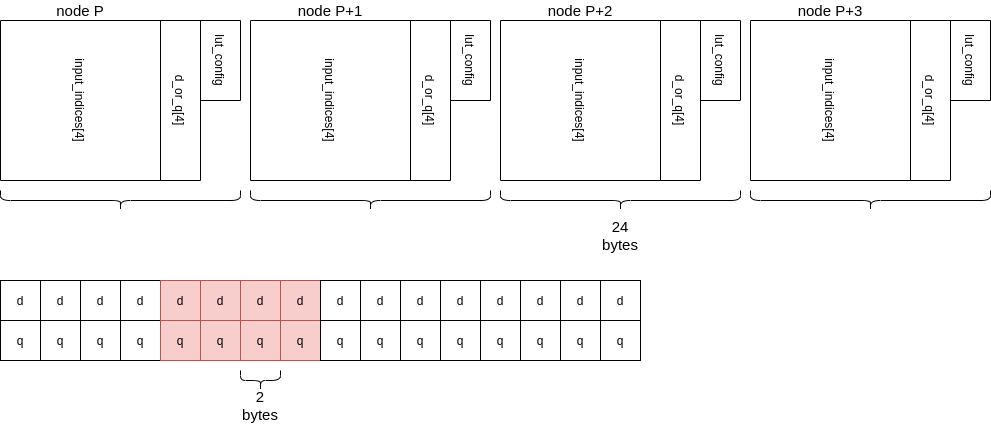 node P
node P+1
node P+2
node P+3
input_indices[4]
d_or_q[4]
lut_config
input_indices[4]
d_or_q[4]
lut_config
input_indices[4]
d_or_q[4]
lut_config
input_indices[4]
d_or_q[4]
lut_config
24
bytes
d d d d d d d d d d d d d d d d
q q q q q q q q q q q q q q q q
2
bytes